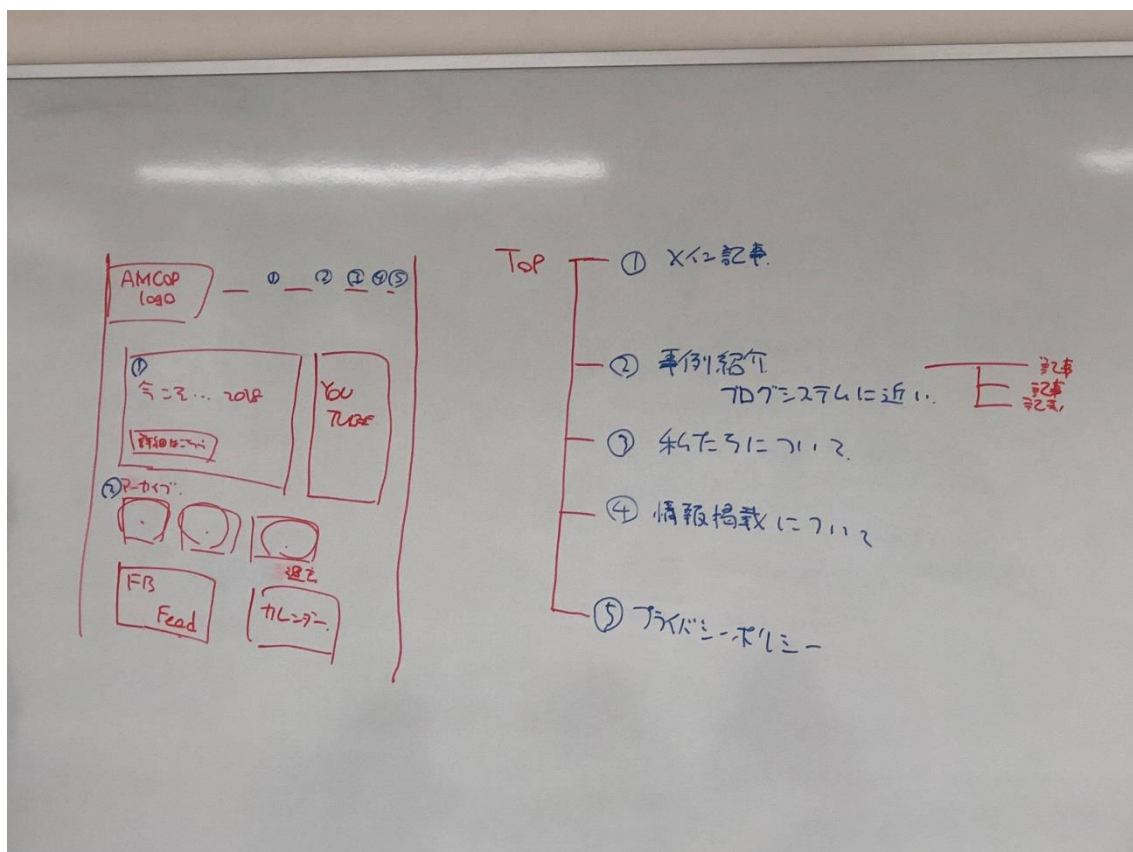 AMCOP
logo
① ② ③ ④ ⑤
①
今こそ… 2018
詳細はこちら
YOU
TUBE
② アーカイブ
過去
FB
Feed
カレンダー
TOP
① メイン記事
② 事例紹介
ブログシステムに近い
記事
記事
記事
③ 私たちについて
④ 情報掲載について
⑤ プライバシーポリシー